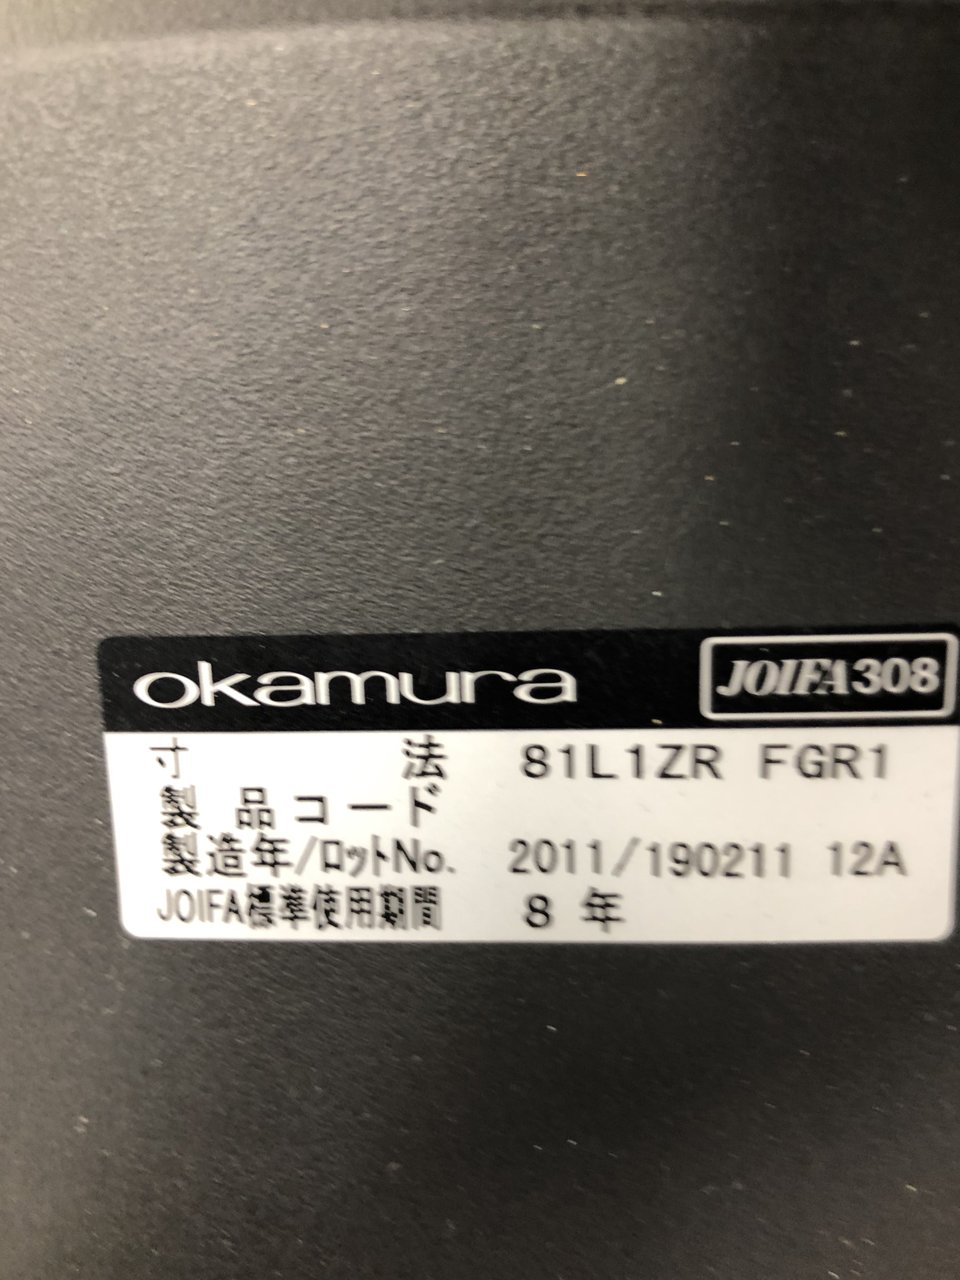 okamura JOIFA308
寸法 81L1ZR FGR1
製品コード
製造年/ロットNo. 2011/190211 12A
JOIFA標準使用期間 8年